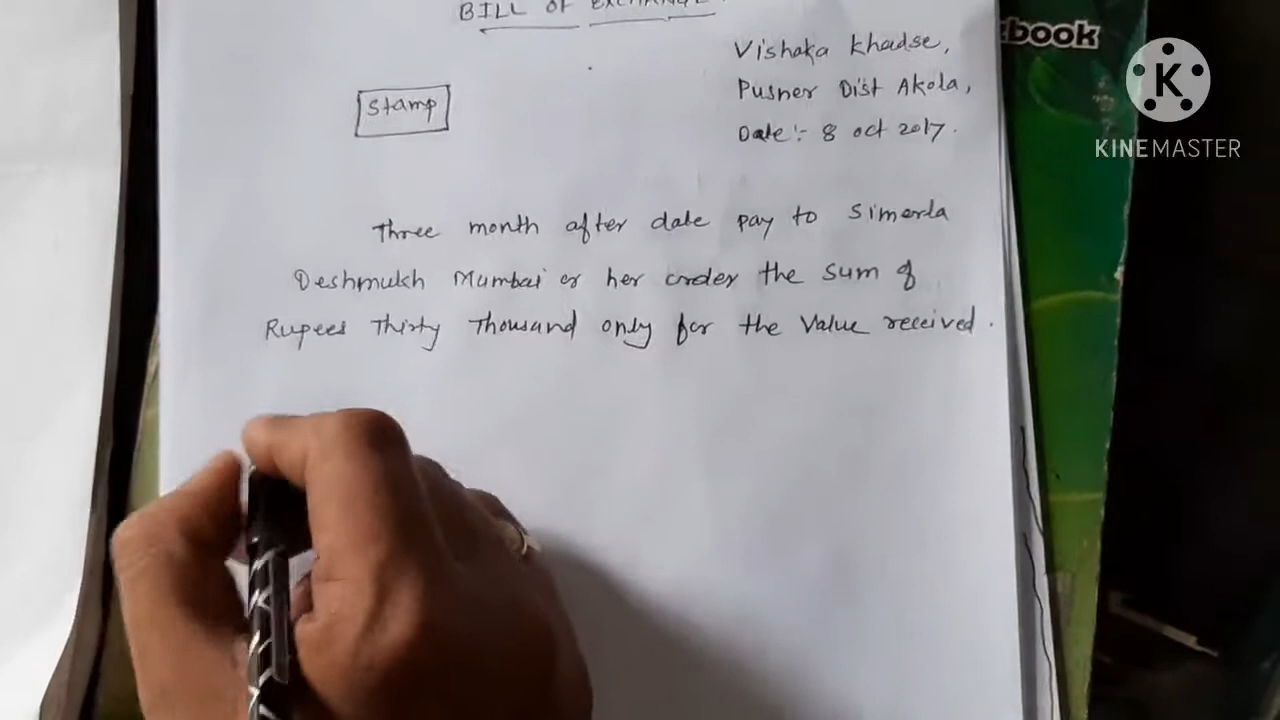 BILL OF EXCHANGE
Vishaka Khadse,
Stamp
Pusner Dist Akola,
Date :- 8 oct 2017.
Three month after date pay to Simerla
Deshmukh Mumbai or her order the sum of
Rupees Thirty Thousand only for the value received.
book
K
KINEMASTER